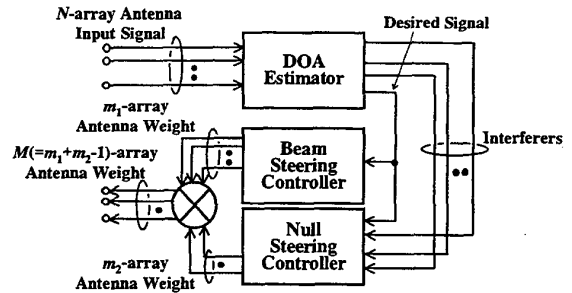 N-array Antenna
Input Signal
Desired Signal
DOA
Estimator
m₁-array
Antenna Weight
Interferers
M(=m₁+m₂-1)-array
Antenna Weight
Beam
Steering
Controller
Null
Steering
Controller
m₂-array
Antenna Weight